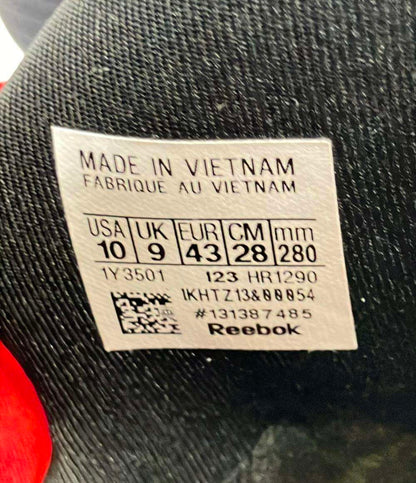 MADE IN VIETNAM
FABRIQUE AU VIETNAM
USA UK EUR CM mm
10 9 43 28 280
1Y3501 123 HR1290
IKHTZ13&00054
#131387485
Reebok